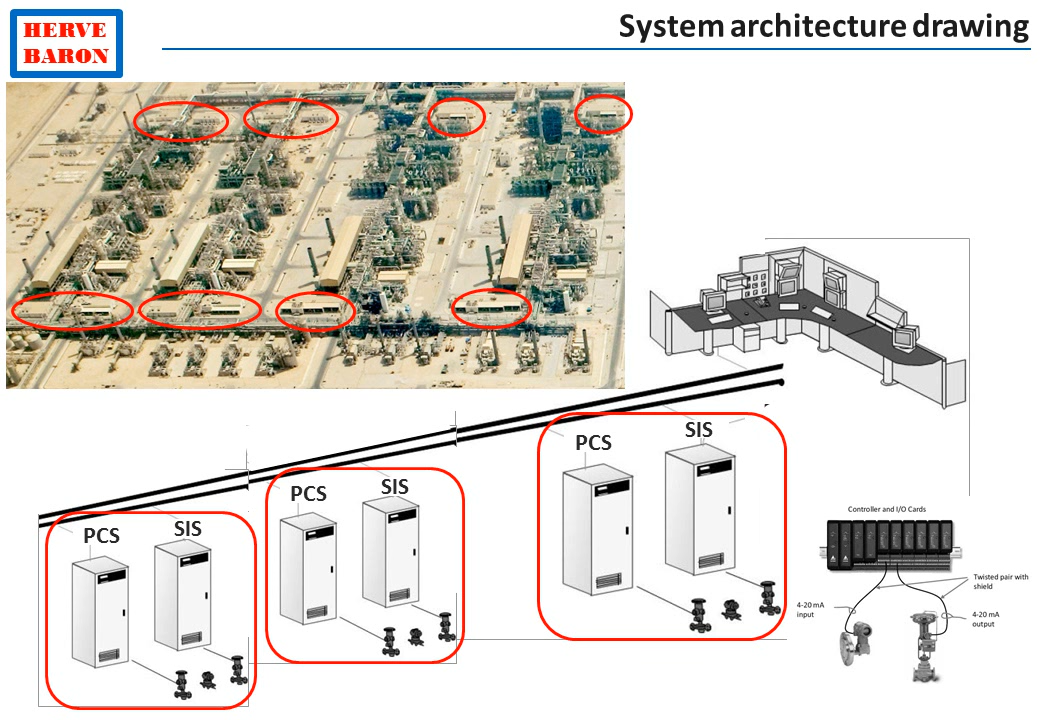 HERVE
BARON
System architecture drawing
PCS
SIS
PCS
SIS
PCS
SIS
Controller and I/O Cards
Twisted pair with
shield
4-20 mA
input
4-20 mA
output